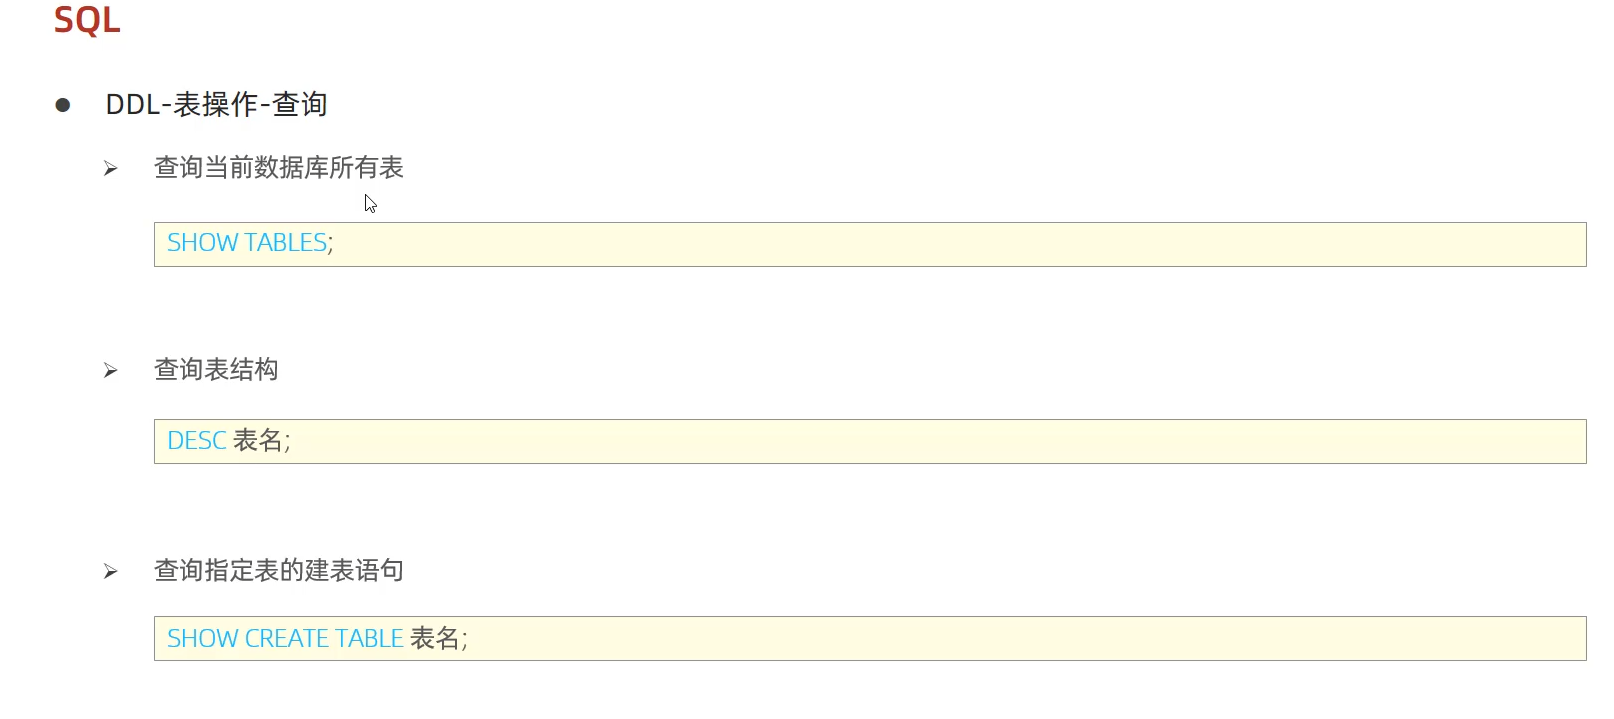 SQL
DDL-表操作-查询
查询当前数据库所有表
SHOW TABLES;
查询表结构
DESC 表名;
查询指定表的建表语句
SHOW CREATE TABLE 表名;